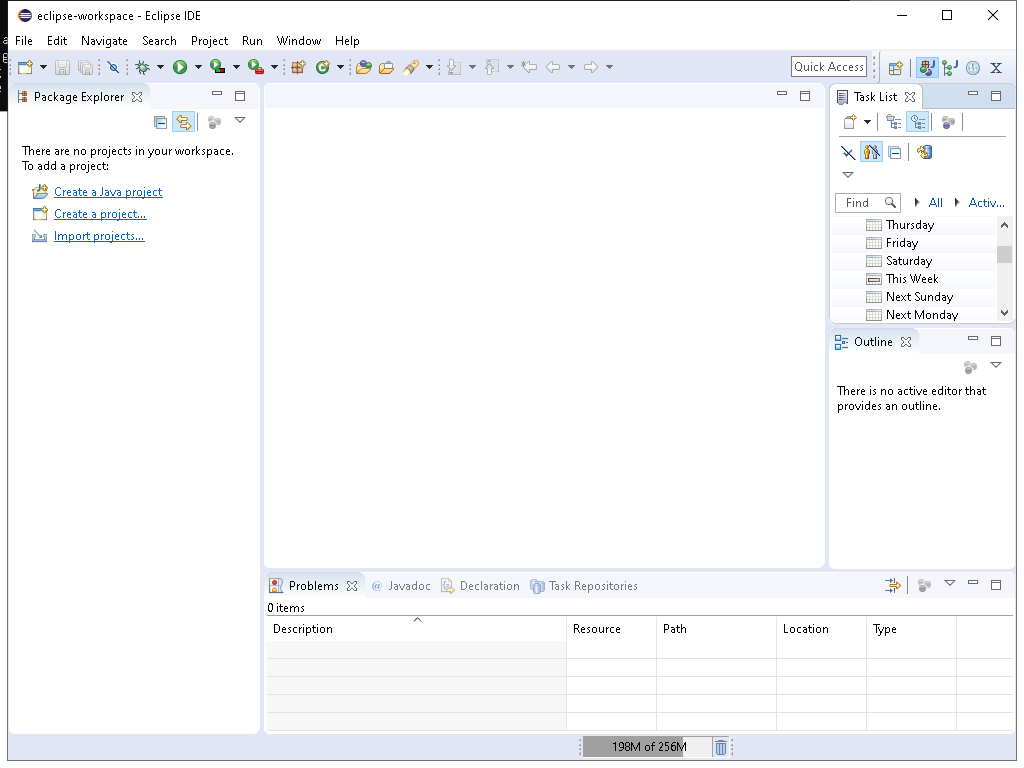 eclipse-workspace - Eclipse IDE
File Edit Navigate Search Project Run Window Help
Quick Access
Package Explorer
There are no projects in your workspace.
To add a project:
Create a Java project
Create a project...
Import projects...
Task List
Find All Activ...
Thursday
Friday
Saturday
This Week
Next Sunday
Next Monday
Outline
There is no active editor that
provides an outline.
Problems @ Javadoc Declaration Task Repositories
0 items
Description Resource Path Location Type
198M of 256M